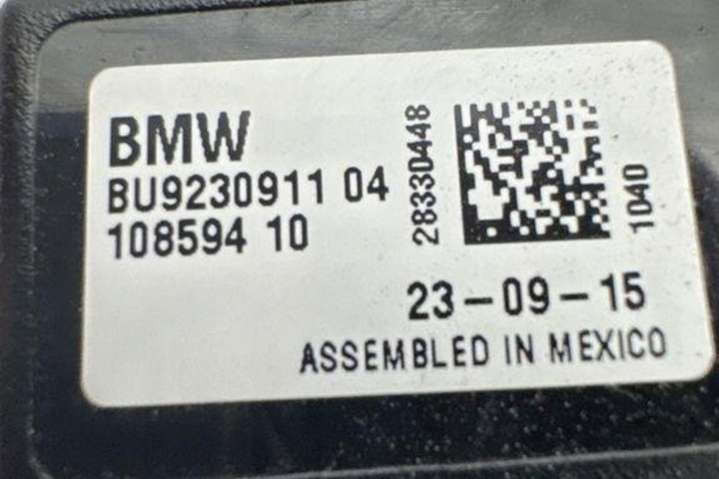 BMW
BU9230911 04
108594 10
28330448
1040
23-09-15
ASSEMBLED IN MEXICO